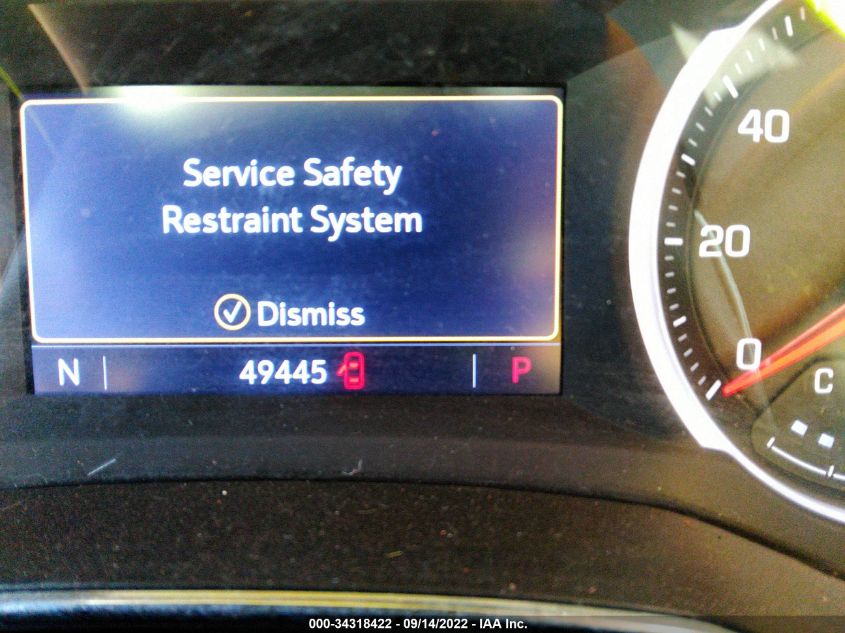 Service Safety
Restraint System
Dismiss
N 49445 P
40
20
0
C
000-34318422 - 09/14/2022 - IAA Inc.